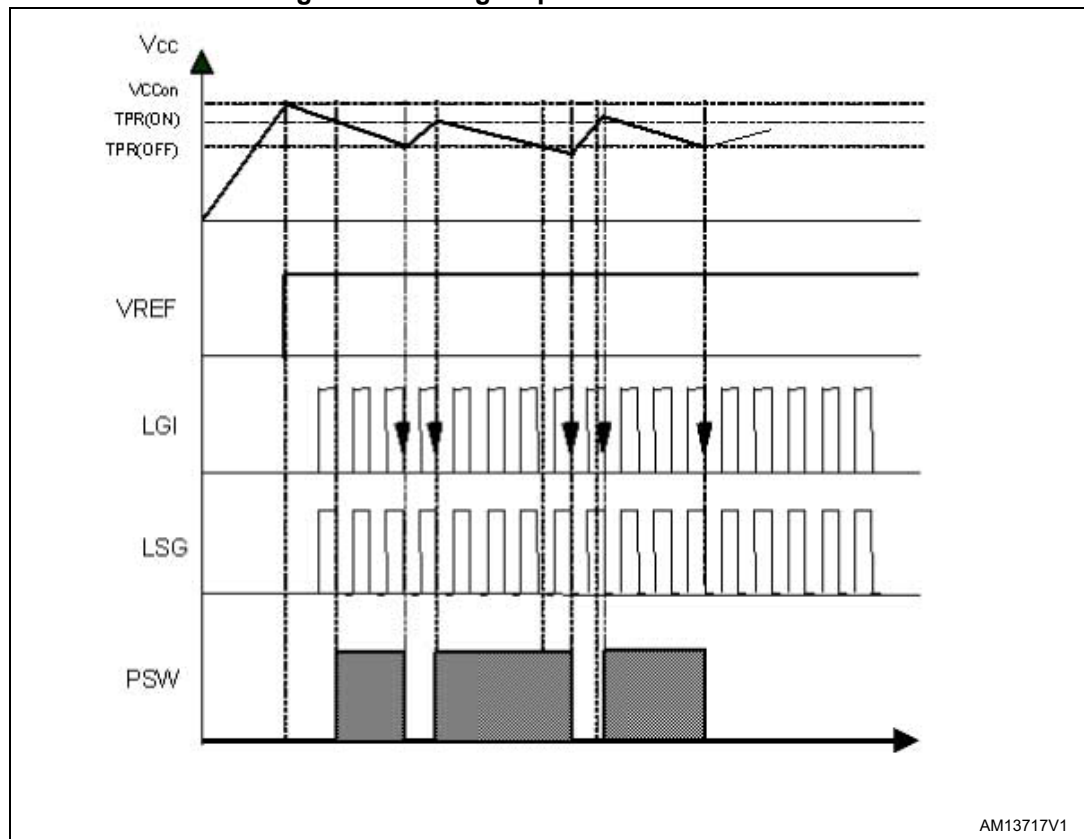 Vcc
VCCon
TPR(ON)
TPR(OFF)
VREF
LGI
LSG
PSW
AM13717V1